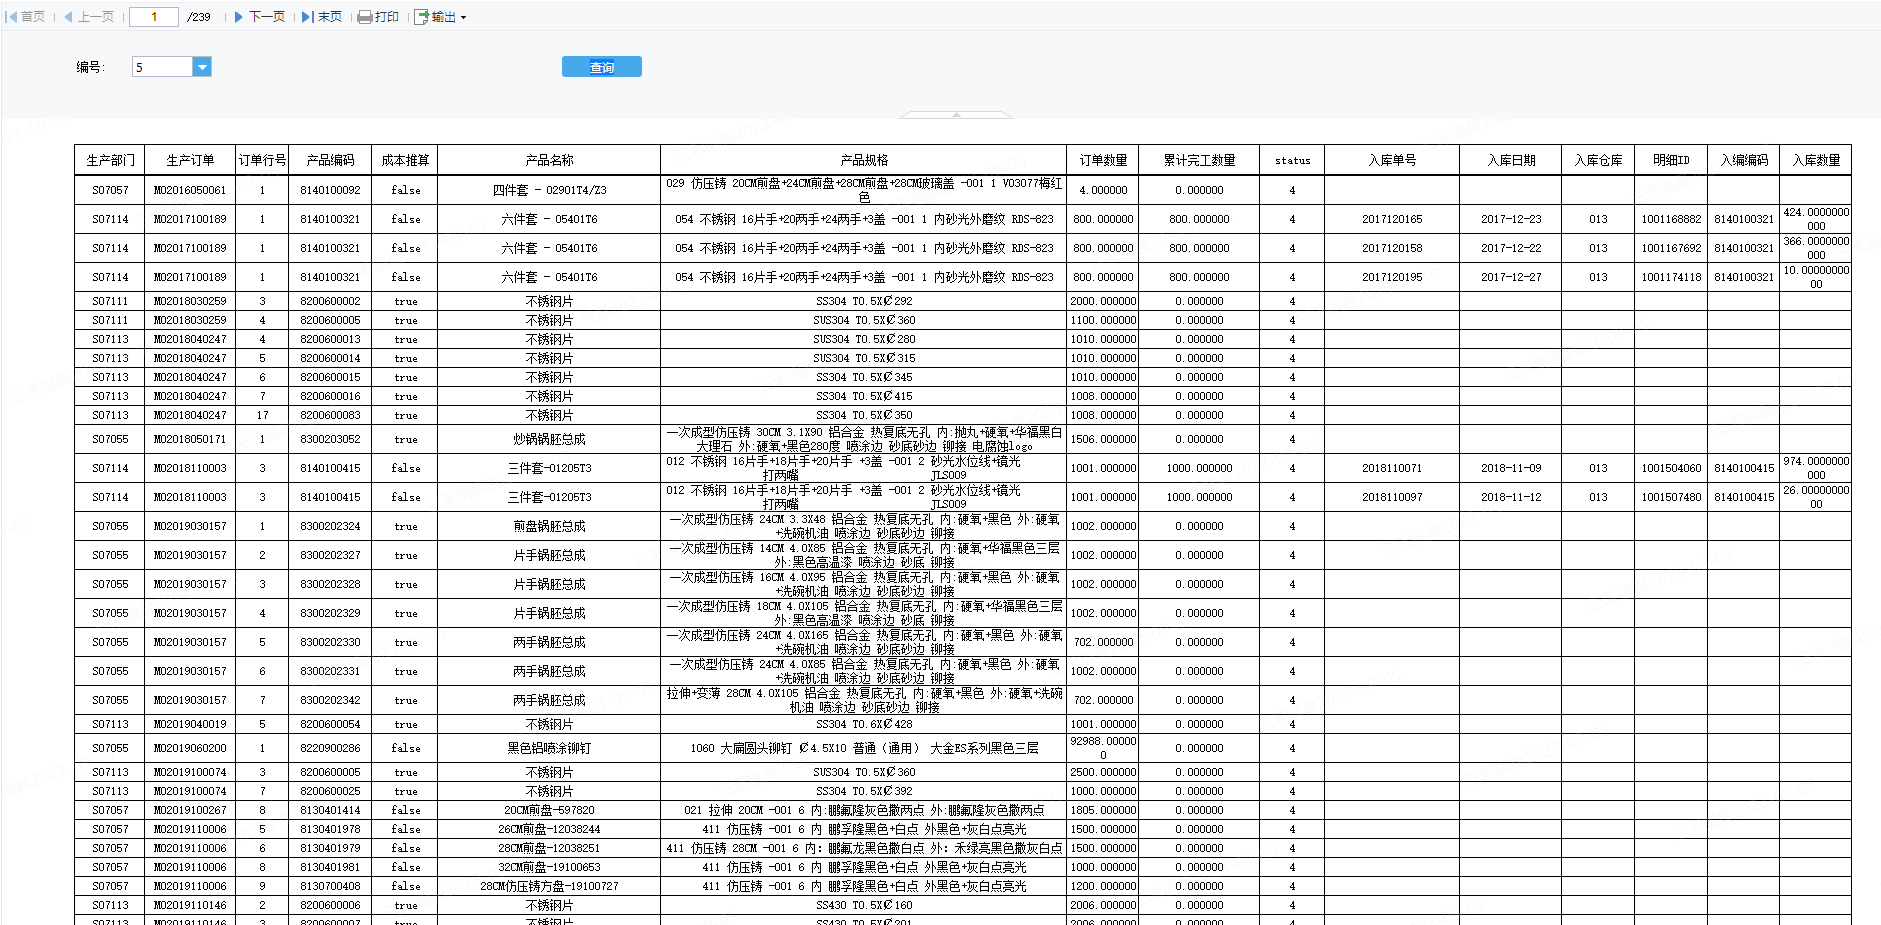 首页 上一页 1 /239 下一页 末页 打印 输出
编号: 5 查询
生产部门 生产订单 订单行号 产品编码 成本推算 产品名称 产品规格 订单数量 累计完工数量 status 入库单号 入库日期 入库仓库 明细ID 入编编码 入库数量
S07057 MO2016050061 1 8140100092 false 四件套 - 02901T4/Z3 029 仿压铸 20CM煎盘+24CM煎盘+28CM煎盘+28CM玻璃盖 -001 1 V03077梅红色 4.000000 0.000000 4
S07114 MO2017100189 1 8140100321 false 六件套 - 05401T6 054 不锈钢 16片手+20两手+24两手+3盖 -001 1 内砂光外磨纹 RDS-823 800.000000 800.000000 4 2017120165 2017-12-23 013 1001168882 8140100321 424.0000000000
S07114 MO2017100189 1 8140100321 false 六件套 - 05401T6 054 不锈钢 16片手+20两手+24两手+3盖 -001 1 内砂光外磨纹 RDS-823 800.000000 800.000000 4 2017120158 2017-12-22 013 1001167692 8140100321 366.0000000000
S07114 MO2017100189 1 8140100321 false 六件套 - 05401T6 054 不锈钢 16片手+20两手+24两手+3盖 -001 1 内砂光外磨纹 RDS-823 800.000000 800.000000 4 2017120195 2017-12-27 013 1001174118 8140100321 10.0000000000
S07111 MO2018030259 3 8200600002 true 不锈钢片 SS304 T0.5XȻ292 2000.000000 0.000000 4
S07111 MO2018030259 4 8200600005 true 不锈钢片 SUS304 T0.5XȻ360 1100.000000 0.000000 4
S07113 MO2018040247 4 8200600013 true 不锈钢片 SUS304 T0.5XȻ280 1010.000000 0.000000 4
S07113 MO2018040247 5 8200600014 true 不锈钢片 SUS304 T0.5XȻ315 1010.000000 0.000000 4
S07113 MO2018040247 6 8200600015 true 不锈钢片 SS304 T0.5XȻ345 1010.000000 0.000000 4
S07113 MO2018040247 7 8200600016 true 不锈钢片 SS304 T0.5XȻ415 1008.000000 0.000000 4
S07113 MO2018040247 17 8200600083 true 不锈钢片 SS304 T0.5XȻ350 1008.000000 0.000000 4
S07055 MO2018050171 1 8300203052 true 炒锅锅胚总成 一次成型仿压铸 30CM 3.1X90 铝合金 热复底无孔 内:抛丸+硬氧+华福黑白大理石 外:硬氧+黑色280度 喷涂边 砂底砂边 铆接 电腐蚀logo 1506.000000 0.000000 4
S07114 MO2018110003 3 8140100415 false 三件套-01205T3 012 不锈钢 16片手+18片手+20片手 +3盖 -001 2 砂光水位线+镜光 打两嘴 JLS009 1001.000000 1000.000000 4 2018110071 2018-11-09 013 1001504060 8140100415 974.0000000000
S07114 MO2018110003 3 8140100415 false 三件套-01205T3 012 不锈钢 16片手+18片手+20片手 +3盖 -001 2 砂光水位线+镜光 打两嘴 JLS009 1001.000000 1000.000000 4 2018110097 2018-11-12 013 1001507480 8140100415 26.0000000000
S07055 MO2019030157 1 8300202324 true 煎盘锅胚总成 一次成型仿压铸 24CM 3.3X48 铝合金 热复底无孔 内:硬氧+黑色 外:硬氧+洗碗机油 喷涂边 砂底砂边 铆接 1002.000000 0.000000 4
S07055 MO2019030157 2 8300202327 true 片手锅胚总成 一次成型仿压铸 14CM 4.0X85 铝合金 热复底无孔 内:硬氧+华福黑色三层 外:黑色高温漆 喷涂边 砂底 铆接 1002.000000 0.000000 4
S07055 MO2019030157 3 8300202328 true 片手锅胚总成 一次成型仿压铸 16CM 4.0X95 铝合金 热复底无孔 内:硬氧+黑色 外:硬氧+洗碗机油 喷涂边 砂底砂边 铆接 1002.000000 0.000000 4
S07055 MO2019030157 4 8300202329 true 片手锅胚总成 一次成型仿压铸 18CM 4.0X105 铝合金 热复底无孔 内:硬氧+华福黑色三层 外:黑色高温漆 喷涂边 砂底 铆接 1002.000000 0.000000 4
S07055 MO2019030157 5 8300202330 true 两手锅胚总成 一次成型仿压铸 24CM 4.0X165 铝合金 热复底无孔 内:硬氧+黑色 外:硬氧+洗碗机油 喷涂边 砂底砂边 铆接 702.000000 0.000000 4
S07055 MO2019030157 6 8300202331 true 两手锅胚总成 一次成型仿压铸 24CM 4.0X85 铝合金 热复底无孔 内:硬氧+黑色 外:硬氧+洗碗机油 喷涂边 砂底砂边 铆接 1002.000000 0.000000 4
S07055 MO2019030157 7 8300202342 true 两手锅胚总成 拉伸+变薄 28CM 4.0X105 铝合金 热复底无孔 内:硬氧+黑色 外:硬氧+洗碗机油 喷涂边 砂底砂边 铆接 702.000000 0.000000 4
S07113 MO2019040019 5 8200600054 true 不锈钢片 SS304 T0.6XȻ428 1001.000000 0.000000 4
S07055 MO2019060200 1 8220900286 false 黑色铝喷涂铆钉 1060 大扁圆头铆钉 Ȼ4.5X10 普通（通用） 大金ES系列黑色三层 92988.000000 0.000000 4
S07113 MO2019100074 3 8200600005 true 不锈钢片 SUS304 T0.5XȻ360 2500.000000 0.000000 4
S07113 MO2019100074 7 8200600025 true 不锈钢片 SS304 T0.5XȻ392 1000.000000 0.000000 4
S07057 MO2019100267 8 8130401414 false 20CM煎盘-597820 021 拉伸 20CM -001 6 内:鹏氟隆灰色撒两点 外:鹏氟隆灰色撒两点 1805.000000 0.000000 4
S07057 MO2019110006 5 8130401978 false 26CM煎盘-12038244 411 仿压铸 -001 6 内 鹏孚隆黑色+白点 外黑色+灰白点亮光 1500.000000 0.000000 4
S07057 MO2019110006 6 8130401979 false 28CM煎盘-12038251 411 仿压铸 28CM -001 6 内: 鹏氟龙黑色撒白点 外: 禾绿亮黑色撒灰白点 1500.000000 0.000000 4
S07057 MO2019110006 8 8130401981 false 32CM煎盘-19100653 411 仿压铸 -001 6 内 鹏孚隆黑色+白点 外黑色+灰白点亮光 1000.000000 0.000000 4
S07057 MO2019110006 9 8130700408 false 28CM仿压铸方盘-19100727 411 仿压铸 -001 6 内 鹏孚隆黑色+白点 外黑色+灰白点亮光 1200.000000 0.000000 4
S07113 MO2019110146 2 8200600006 true 不锈钢片 SS430 T0.5XȻ160 2006.000000 0.000000 4
S07113 MO2019110146 3 8200600007 true 不锈钢片 SS430 T0.5XȻ201 2006.000000 0.000000 4